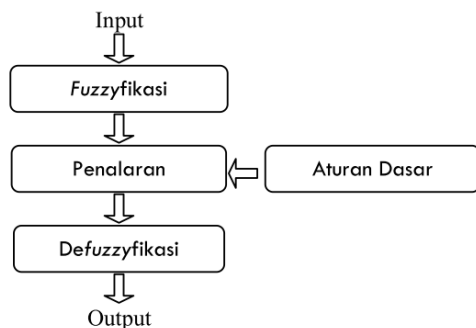 Input
Fuzzyfikasi
Penalaran
Aturan Dasar
Defuzzyfikasi
Output